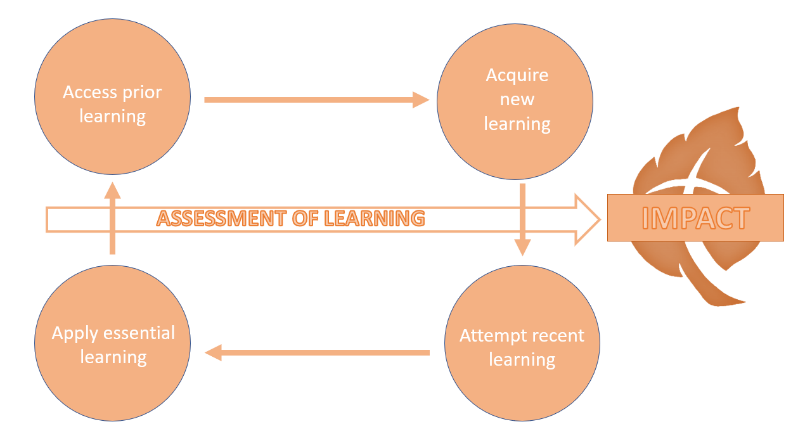 Access prior
learning
Acquire
new
learning
ASSESSMENT OF LEARNING
IMPACT
Apply essential
learning
Attempt recent
learning